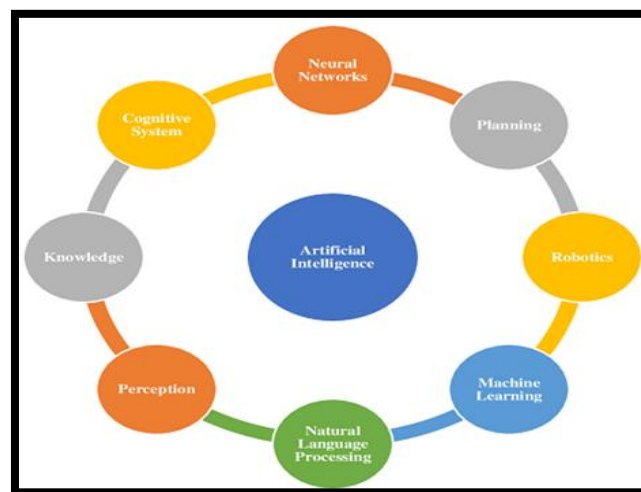 Neural
Networks
Cognitive
System
Planning
Knowledge
Artificial
Intelligence
Robotics
Perception
Machine
Learning
Natural
Language
Processing